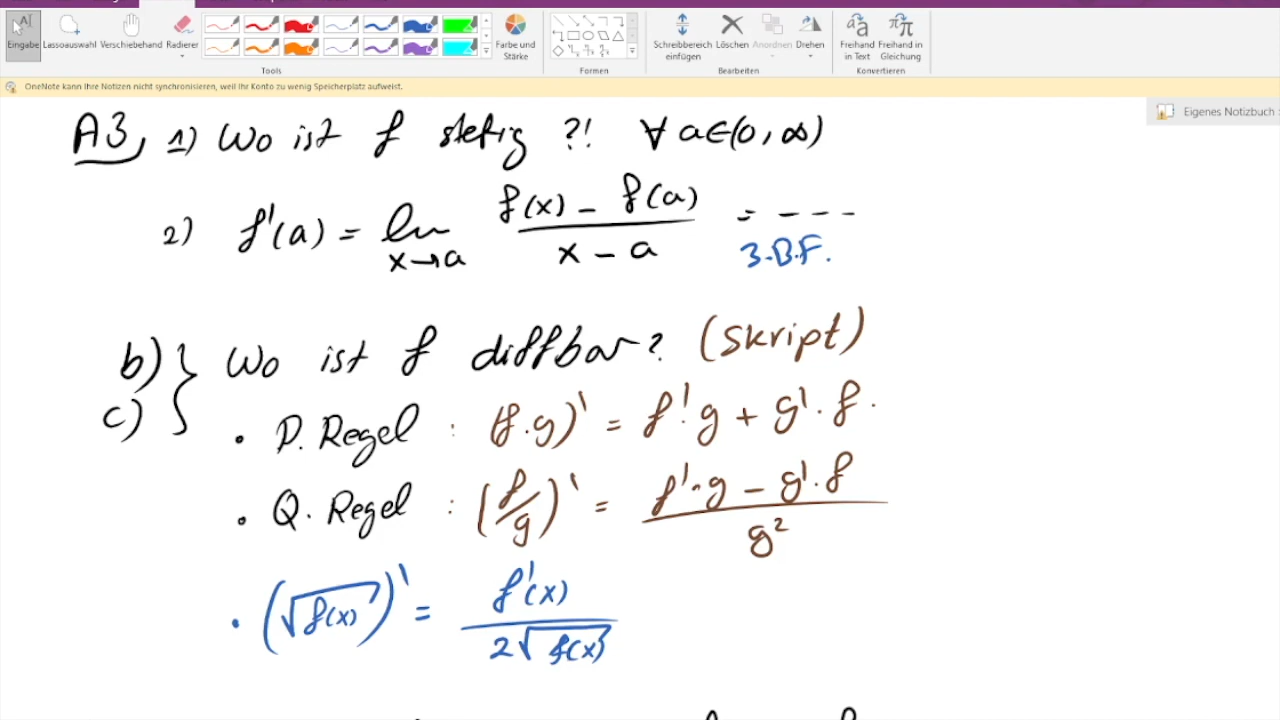 Eingabe Lassoauswahl Verschiebehand Radierer Farbe und Stärke Schreibbereich einfügen Löschen Anordnen Drehen Freihand in Text Freihand in Gleichung
Tools Formen Bearbeiten Konvertieren
OneNote kann Ihre Notizen nicht synchronisieren, weil Ihr Konto zu wenig Speicherplatz aufweist.
Eigenes Notizbuch
A3, 1) Wo ist f stetig ?! ∀ a∈(0, ∞)
2) f'(a) = lim x→a (f(x) - f(a))/(x - a) = ---
3.B.F.
b) c) } Wo ist f diffbar? (Skript)
• P. Regel : (f.g)' = f'.g + g'.f.
• Q. Regel : (f/g)' = (f'.g - g'.f)/g²
• (√f(x))' = f'(x)/(2√f(x))